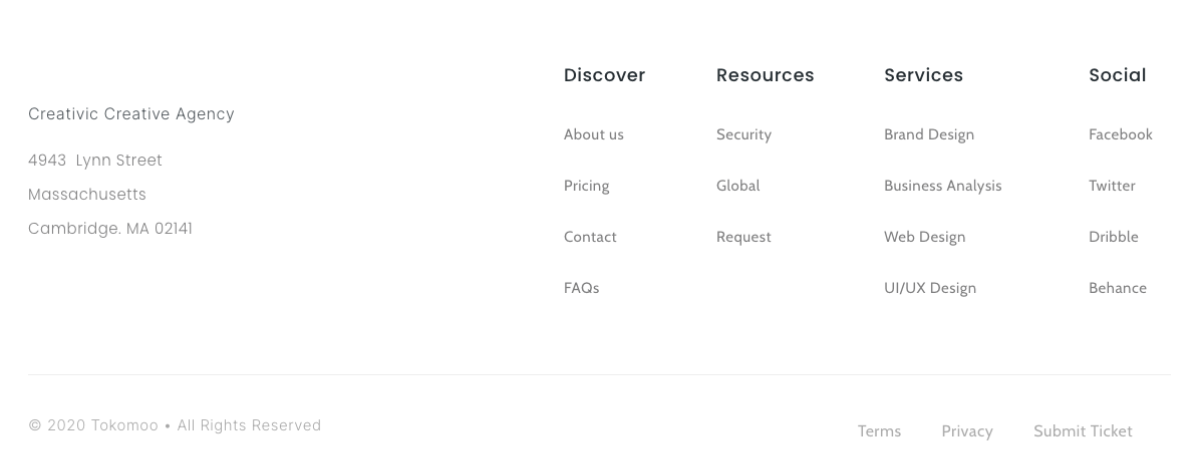 Creativic Creative Agency
4943 Lynn Street
Massachusetts
Cambridge. MA 02141
Discover
About us
Pricing
Contact
FAQs
Resources
Security
Global
Request
Services
Brand Design
Business Analysis
Web Design
UI/UX Design
Social
Facebook
Twitter
Dribble
Behance
© 2020 Tokomoo • All Rights Reserved
Terms Privacy Submit Ticket